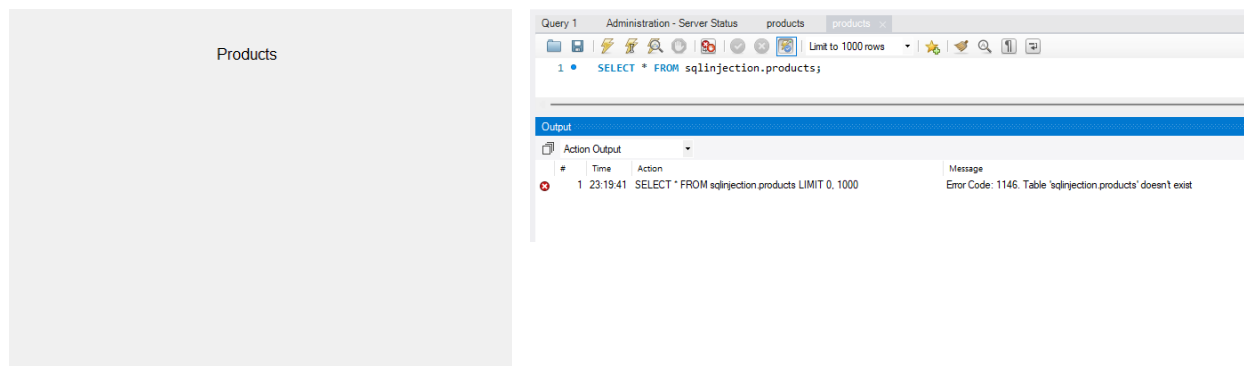 Products
Query 1 Administration - Server Status products products
Limit to 1000 rows
1 SELECT * FROM sqlinjection.products;
Output
Action Output
# Time Action Message
1 23:19:41 SELECT * FROM sqlinjection.products LIMIT 0, 1000 Error Code: 1146. Table 'sqlinjection.products' doesn't exist